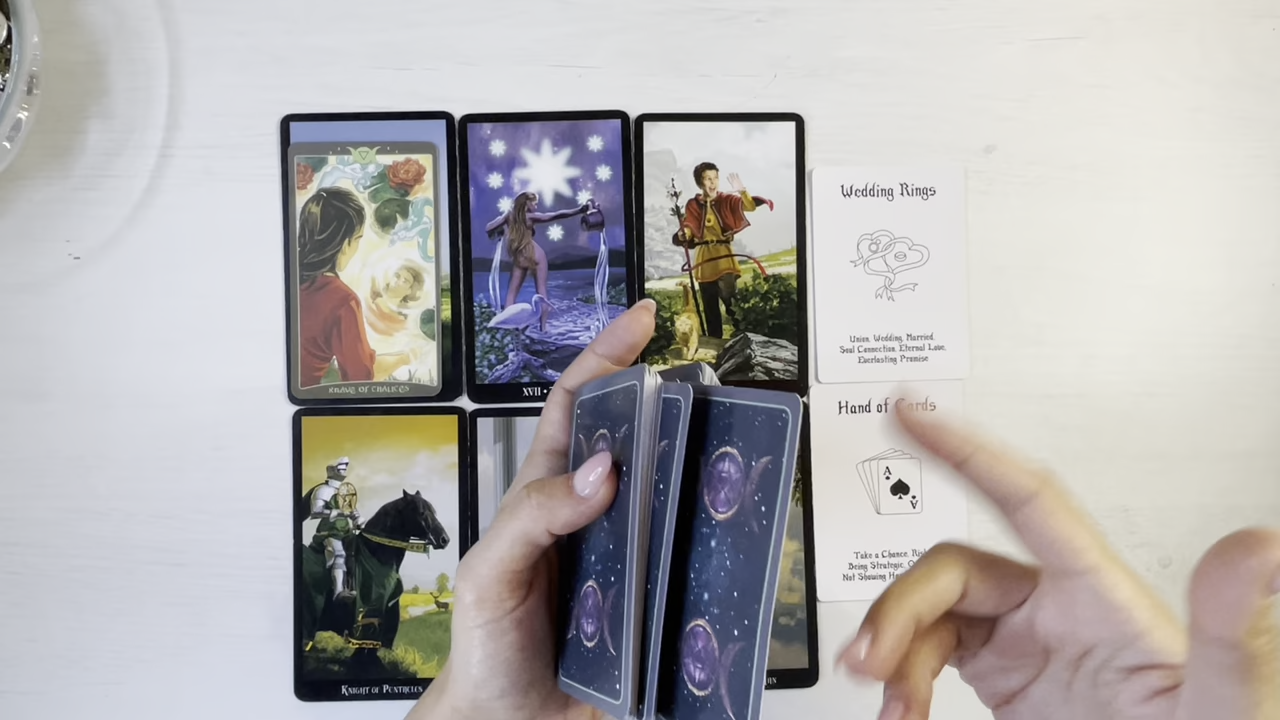 Knave of Chalices
XVII
Wedding Rings
Union, Wedding, Married,
Soul Connection, Eternal Love,
Everlasting Promise
Hand of Cards
A
A
Take a Chance,
Being Strategic,
Not Showing
Knight of Pentacles